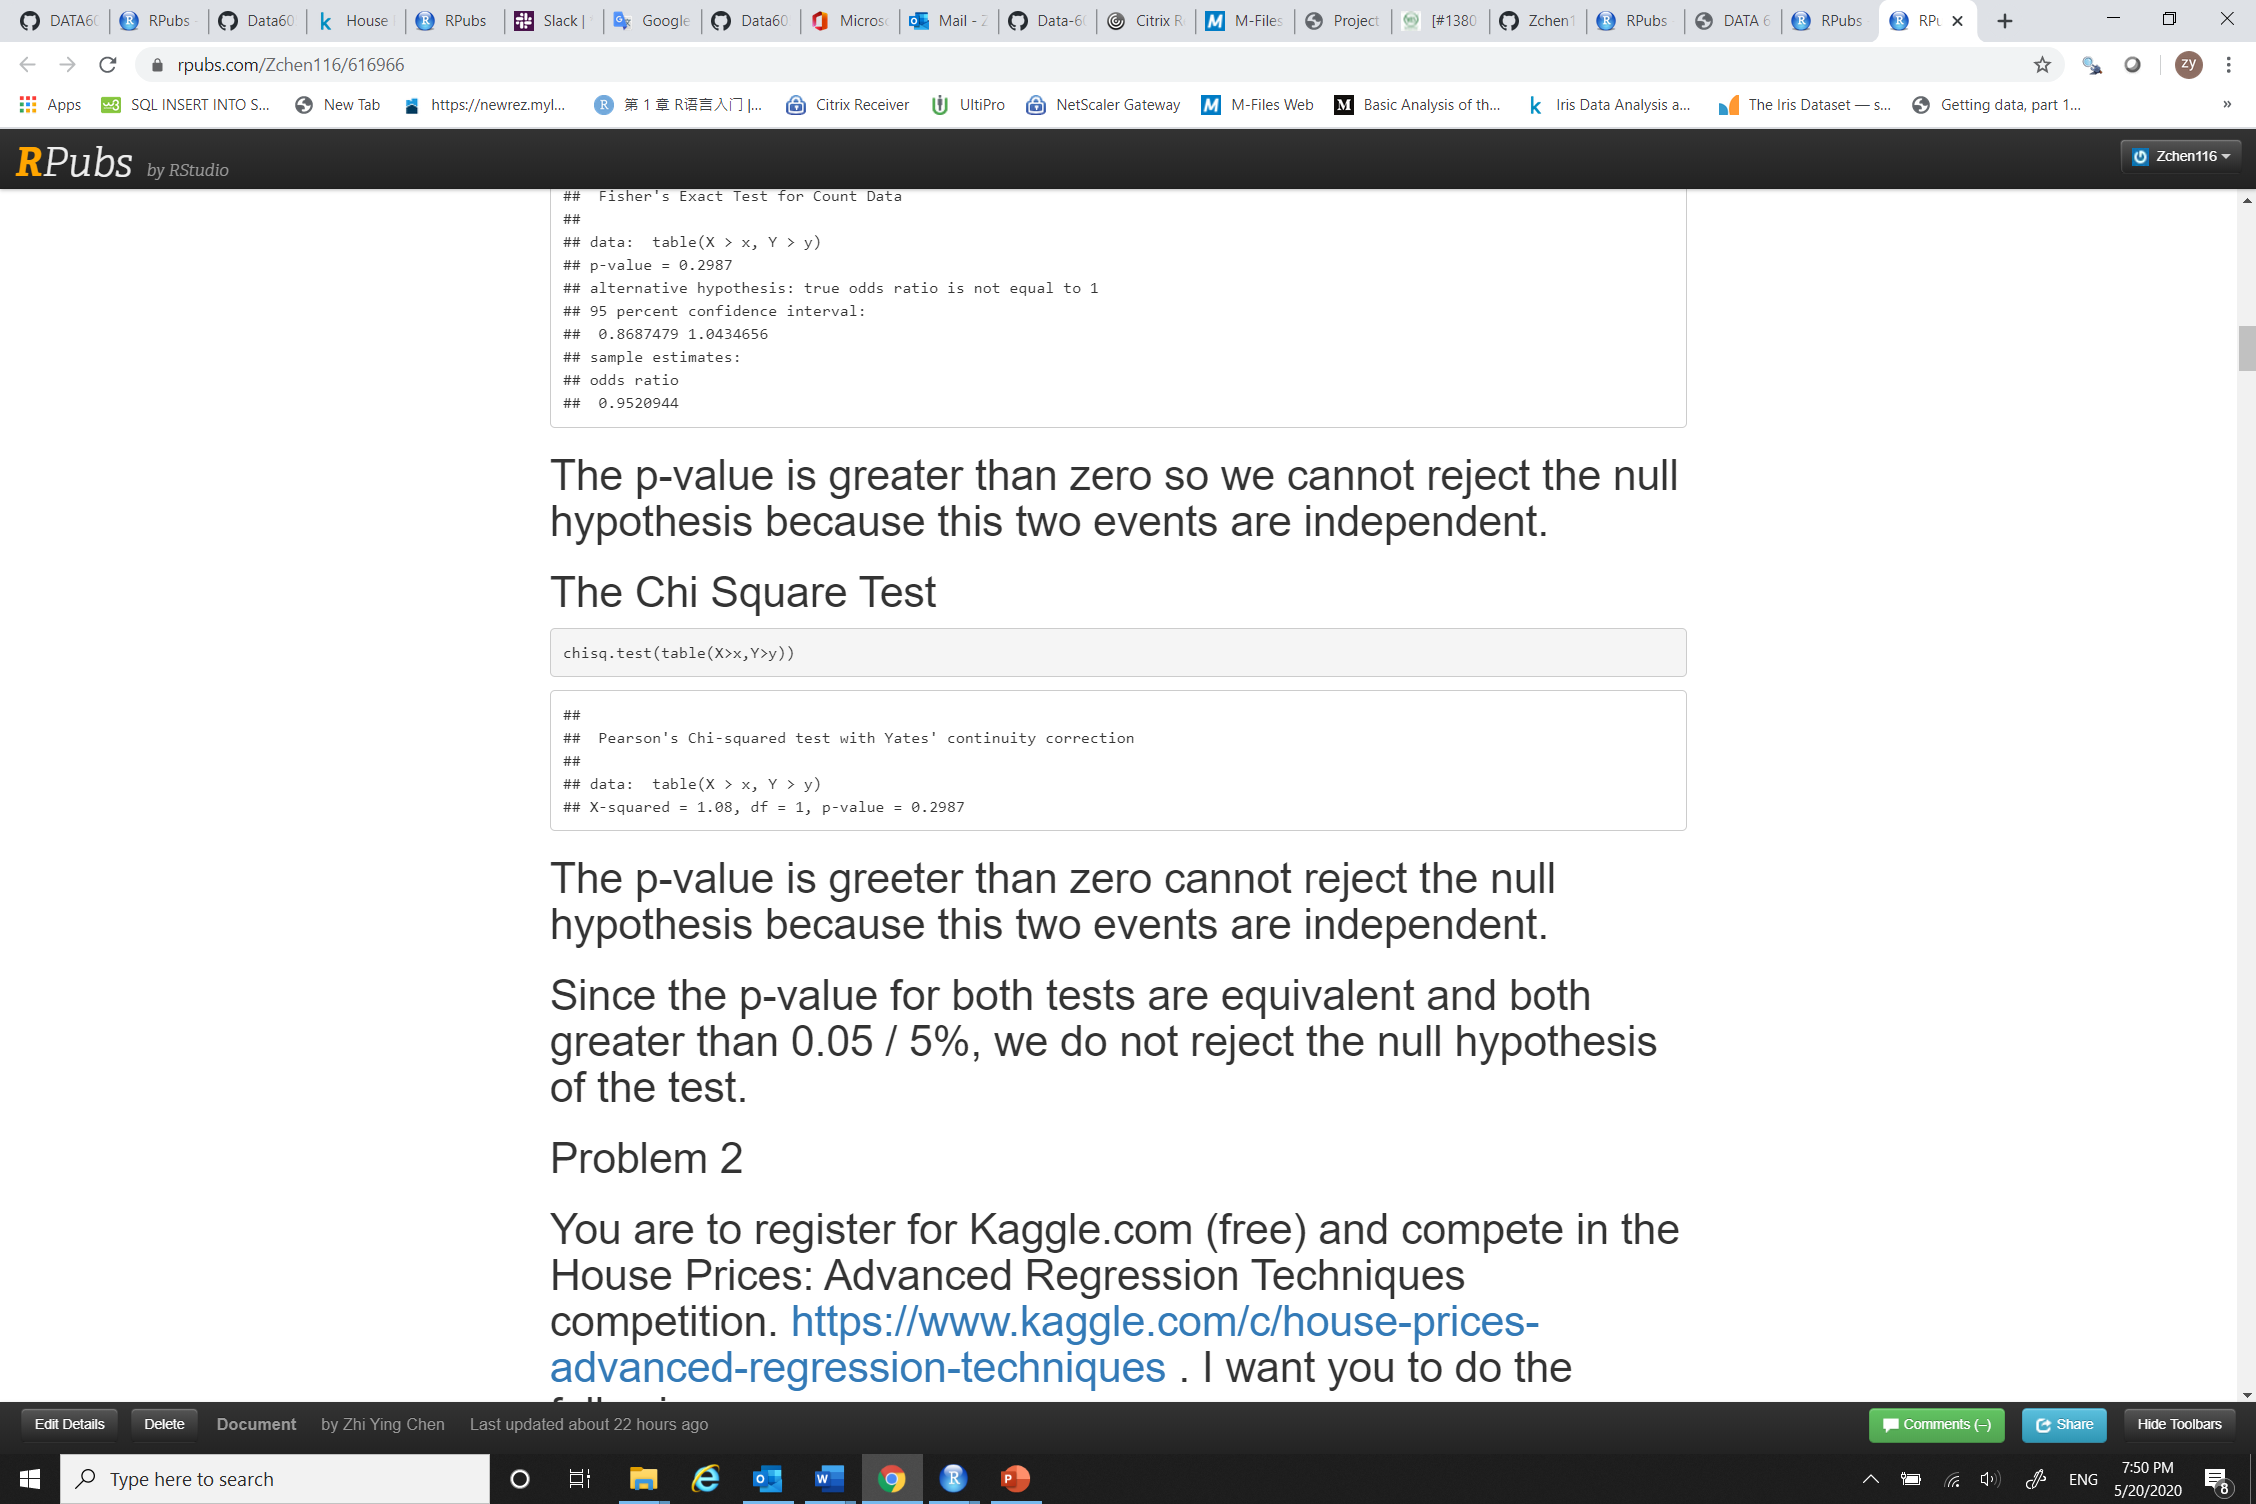 DATA60 RPubs Data60 House RPubs Slack | Google Data60 Micros Mail - Z Data-60 Citrix R M-Files Project [#1380 Zchen1 RPubs DATA 6 RPubs RPu
rpubs.com/Zchen116/616966 zy
Apps SQL INSERT INTO S... New Tab https://newrez.myl... 第 1 章 R语言入门 |... Citrix Receiver UltiPro NetScaler Gateway M-Files Web Basic Analysis of th... Iris Data Analysis a... The Iris Dataset — s... Getting data, part 1... »
RPubs by RStudio Zchen116
##  Fisher's Exact Test for Count Data
##
## data:  table(X > x, Y > y)
## p-value = 0.2987
## alternative hypothesis: true odds ratio is not equal to 1
## 95 percent confidence interval:
##  0.8687479 1.0434656
## sample estimates:
## odds ratio
##  0.9520944
The p-value is greater than zero so we cannot reject the null
hypothesis because this two events are independent.
The Chi Square Test
chisq.test(table(X>x,Y>y))
##
##  Pearson's Chi-squared test with Yates' continuity correction
##
## data:  table(X > x, Y > y)
## X-squared = 1.08, df = 1, p-value = 0.2987
The p-value is greeter than zero cannot reject the null
hypothesis because this two events are independent.
Since the p-value for both tests are equivalent and both
greater than 0.05 / 5%, we do not reject the null hypothesis
of the test.
Problem 2
You are to register for Kaggle.com (free) and compete in the
House Prices: Advanced Regression Techniques
competition. https://www.kaggle.com/c/house-prices-
advanced-regression-techniques . I want you to do the
Edit Details Delete Document by Zhi Ying Chen Last updated about 22 hours ago Comments (–) Share Hide Toolbars
Type here to search ENG 7:50 PM
5/20/2020 8